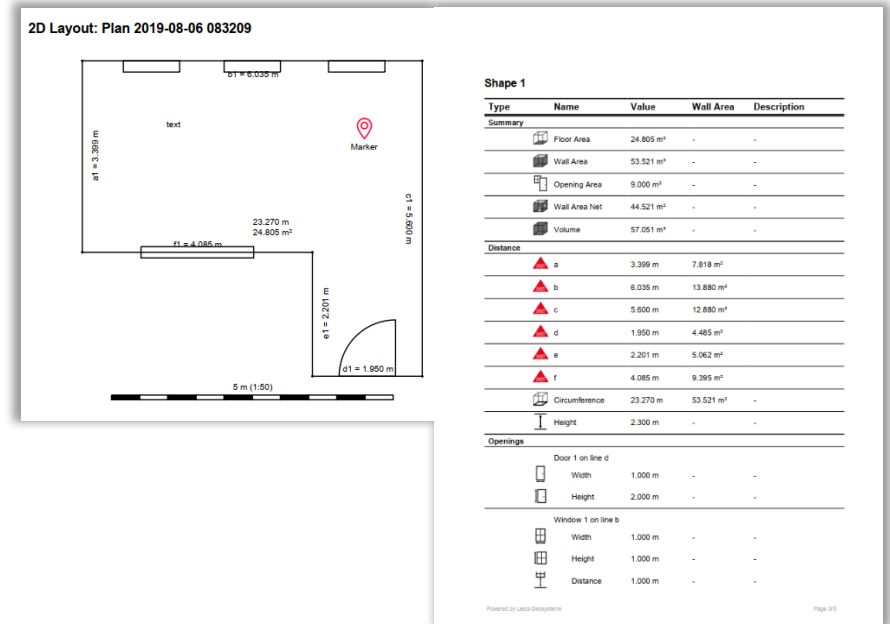 2D Layout: Plan 2019-08-06 083209
b1 = 6.035 m
text
Marker
a1 = 3.399 m
c1 = 5.600 m
23.270 m
24.805 m²
f1 = 4.085 m
e1 = 2.201 m
d1 = 1.950 m
5 m (1:50)
Shape 1
Type Name Value Wall Area Description
Summary
Floor Area 24.805 m² - -
Wall Area 53.521 m² - -
Opening Area 9.000 m² - -
Wall Area Net 44.521 m² - -
Volume 57.051 m³ - -
Distance
a 3.399 m 7.818 m²
b 6.035 m 13.880 m²
c 5.600 m 12.880 m²
d 1.950 m 4.485 m²
e 2.201 m 5.062 m²
f 4.085 m 9.395 m²
Circumference 23.270 m 53.521 m² -
Height 2.300 m - -
Openings
Door 1 on line d
Width 1.000 m - -
Height 2.000 m - -
Window 1 on line b
Width 1.000 m - -
Height 1.000 m - -
Distance 1.000 m - -
Powered by Leica Geosystems